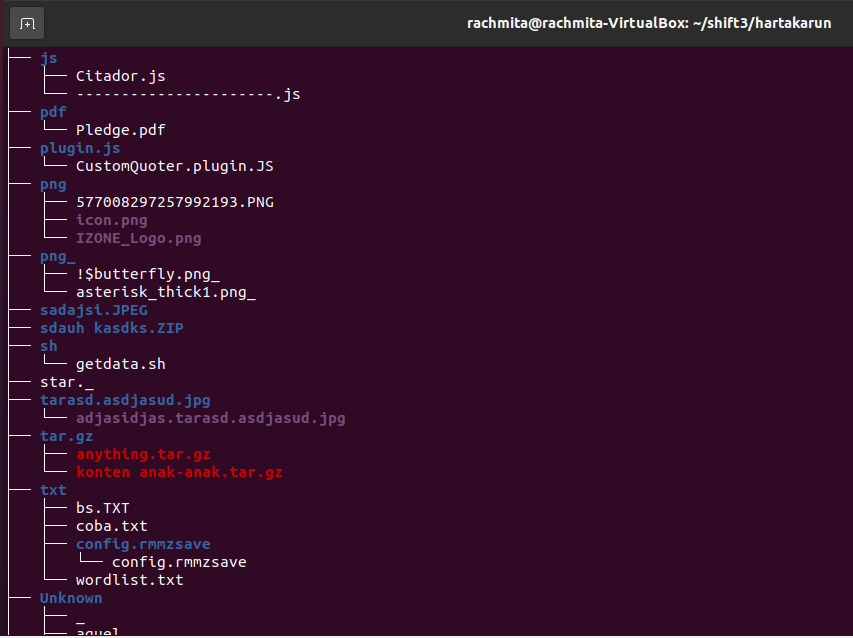 rachmita@rachmita-VirtualBox: ~/shift3/hartakarun
js
Citador.js
----------------------.js
pdf
Pledge.pdf
plugin.js
CustomQuoter.plugin.JS
png
577008297257992193.PNG
icon.png
IZONE_Logo.png
png_
!$butterfly.png_
asterisk_thick1.png_
sadajsi.JPEG
sdauh kasdks.ZIP
sh
getdata.sh
star._
tarasd.asdjasud.jpg
adjasidjas.tarasd.asdjasud.jpg
tar.gz
anything.tar.gz
konten anak-anak.tar.gz
txt
bs.TXT
coba.txt
config.rmmzsave
config.rmmzsave
wordlist.txt
Unknown
_